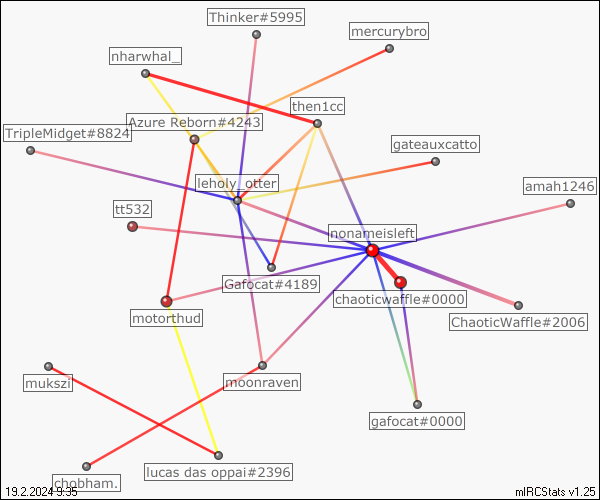 Thinker#5995
mercurybro
nharwhal_
then1cc
Azure Reborn#4243
TripleMidget#8824
gateauxcatto
leholy_otter
amah1246
tt532
nonameisleft
Gafocat#4189
chaoticwaffle#0000
motorthud
ChaoticWaffle#2006
mukszi
moonraven
gafocat#0000
lucas das oppai#2396
chobham.
19.2.2024 9:35
mIRCStats v1.25